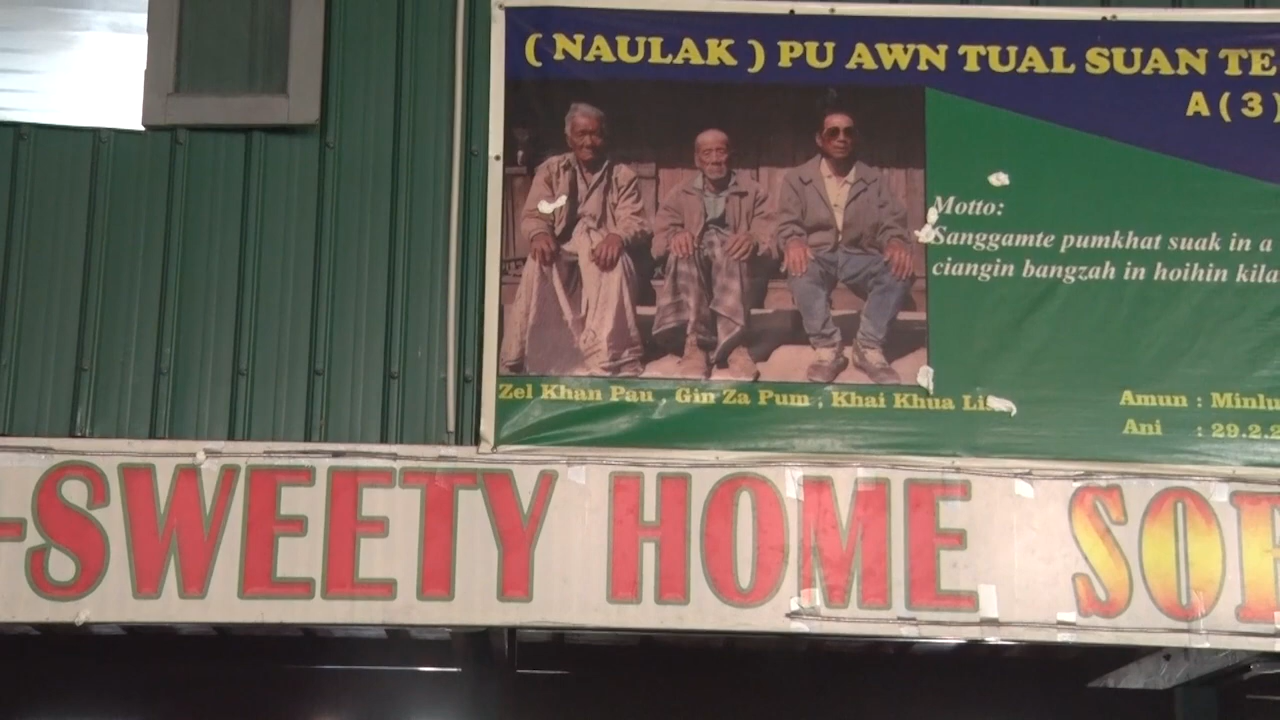 ( NAULAK ) PU AWN TUAL SUAN TE
A ( 3 )
Motto:
Sanggamte pumkhat suak in a
ciangin bangzah in hoihin kila
Zel Khan Pau , Gin Za Pum , Khai Khua
Amun : Minlu
Ani : 29.2.2
-SWEETY HOME SO